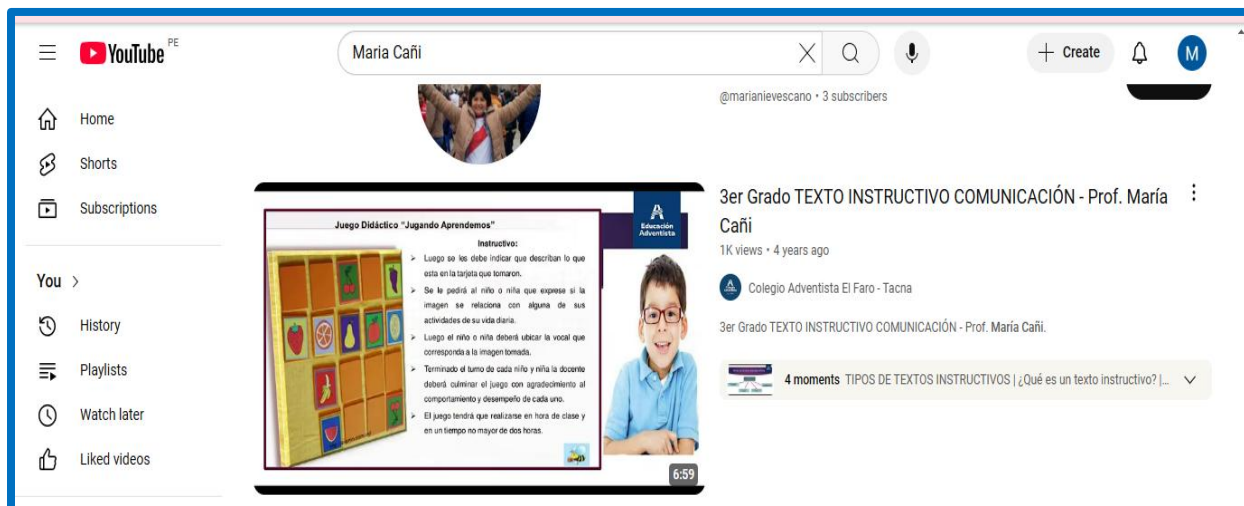 YouTube PE
Maria Cañi
Create
M
Home
Shorts
Subscriptions
You
History
Playlists
Watch later
Liked videos
@marianievescano • 3 subscribers
Juego Didáctico "Jugando Aprendemos"
Instructivo:
Luego se les debe indicar que describan lo que
esta en la tarjeta que tomaron.
Se le pedirá al niño o niña que exprese si la
imagen se relaciona con alguna de sus
actividades de su vida diaria.
Luego el niño o niña deberá ubicar la vocal que
corresponda a la imagen tomada.
Terminado el turno de cada niño y niña la docente
deberá culminar el juego con agradecimiento al
comportamiento y desempeño de cada uno.
El juego tendrá que realizarse en hora de clase y
en un tiempo no mayor de dos horas.
Educación
Adventista
6:59
3er Grado TEXTO INSTRUCTIVO COMUNICACIÓN - Prof. María
Cañi
1K views • 4 years ago
Colegio Adventista El Faro - Tacna
3er Grado TEXTO INSTRUCTIVO COMUNICACIÓN - Prof. María Cañi.
4 moments TIPOS DE TEXTOS INSTRUCTIVOS | ¿Qué es un texto instructivo? |...